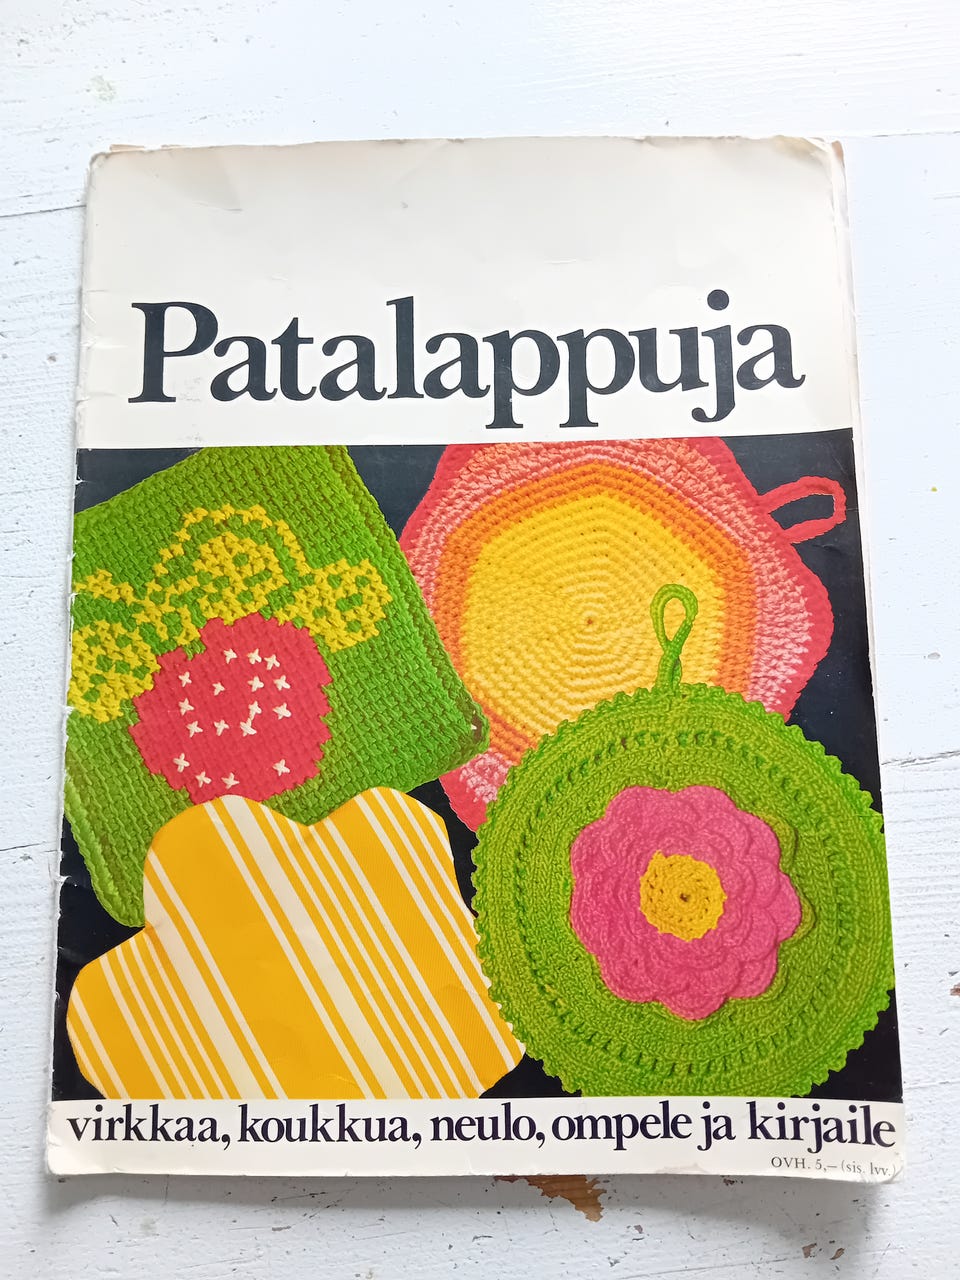 Patalappuja
virkkaa, koukkua, neulo, ompele ja kirjaile
OVH. 5,– (sis. lvv.)